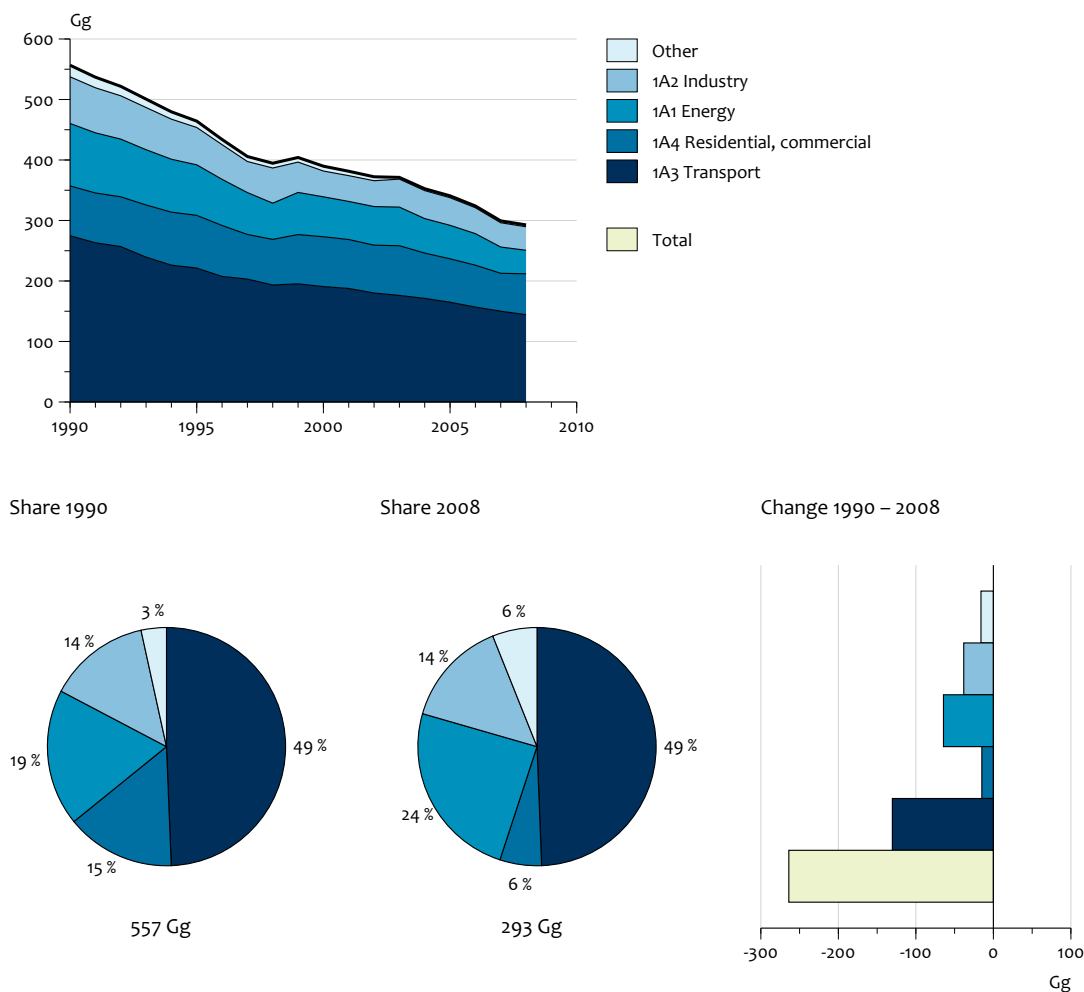 Gg
600
500
400
300
200
100
0
1990
1995
2000
2005
2010
Other
1A2 Industry
1A1 Energy
1A4 Residential, commercial
1A3 Transport
Total
Share 1990
Share 2008
Change 1990 – 2008
3 %
14 %
19 %
15 %
49 %
557 Gg
6 %
14 %
24 %
6 %
49 %
293 Gg
-300
-200
-100
0
100
Gg